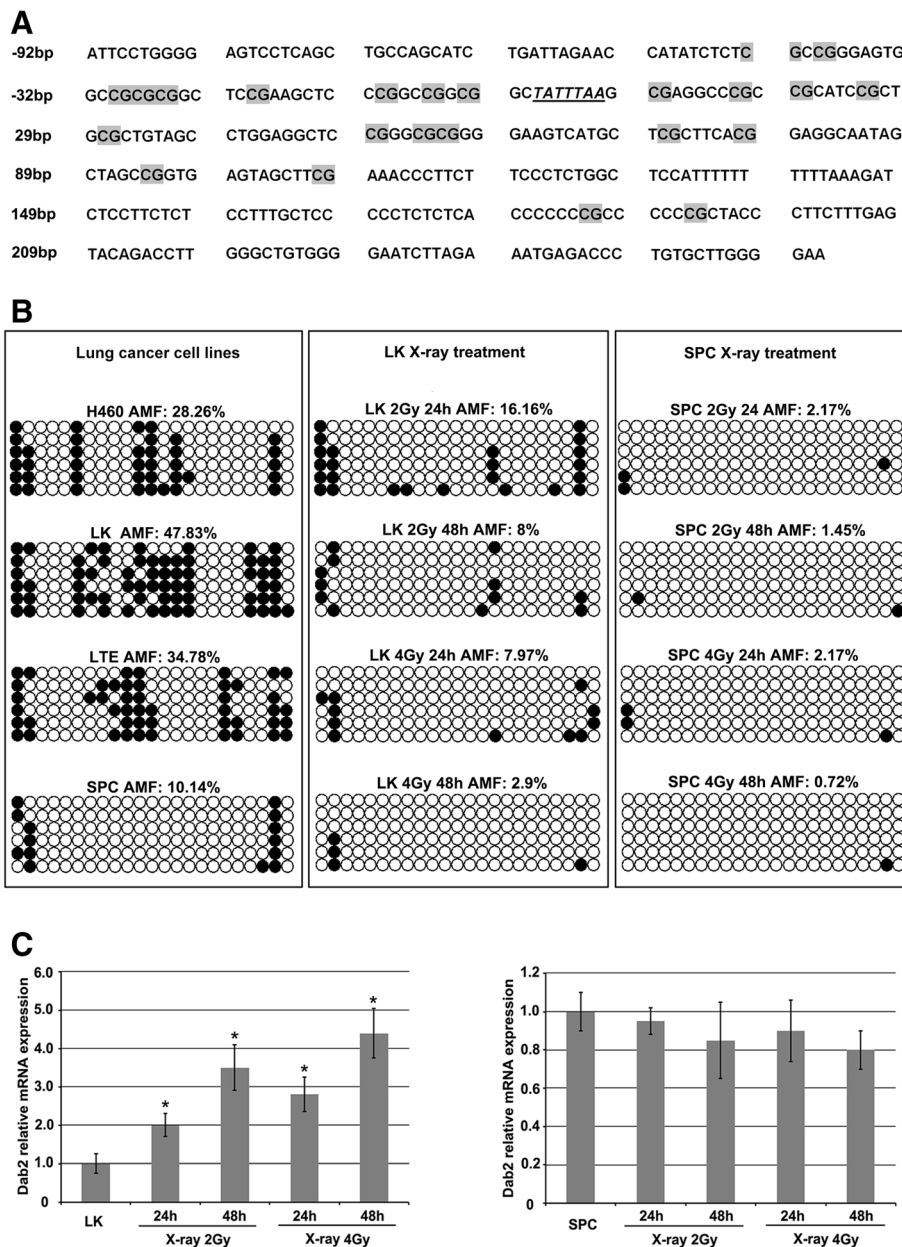 A
-92bp ATTCCTGGGG AGTCCTCAGC TGCCAGCATC TGATTAGAAC CATATCTCTC GCCGGGAGTG
-32bp GCCGCGCGGC TCCGAAGCTC CCGGCCGGCG GCTATTTAAG CGAGGCCCGC CGCATCCGCT
29bp GCGCTGTAGC CTGGAGGCTC CGGGCGCGGG GAAGTCATGC TCGCTTCACG GAGGCAATAG
89bp CTAGCCGGTG AGTAGCTTCG AAACCCTTCT TCCCTCTGGC TCCATTTTTT TTTTAAAGAT
149bp CTCCTTCTCT CCTTTGCTCC CCCTCTCTCA CCCCCCCGCC CCCCGCTACC CTTCTTTGAG
209bp TACAGACCTT GGGCTGTGGG GAATCTTAGA AATGAGACCC TGTGCTTGGG GAA
B
Lung cancer cell lines
H460 AMF: 28.26%
LK AMF: 47.83%
LTE AMF: 34.78%
SPC AMF: 10.14%
LK X-ray treatment
LK 2Gy 24h AMF: 16.16%
LK 2Gy 48h AMF: 8%
LK 4Gy 24h AMF: 7.97%
LK 4Gy 48h AMF: 2.9%
SPC X-ray treatment
SPC 2Gy 24 AMF: 2.17%
SPC 2Gy 48h AMF: 1.45%
SPC 4Gy 24h AMF: 2.17%
SPC 4Gy 48h AMF: 0.72%
C
Dab2 relative mRNA expression
6.0
5.0
4.0
3.0
2.0
1.0
0
* * * *
LK 24h 48h 24h 48h
X-ray 2Gy X-ray 4Gy
Dab2 relative mRNA expression
1.2
1.0
0.8
0.6
0.4
0.2
0
SPC 24h 48h 24h 48h
X-ray 2Gy X-ray 4Gy